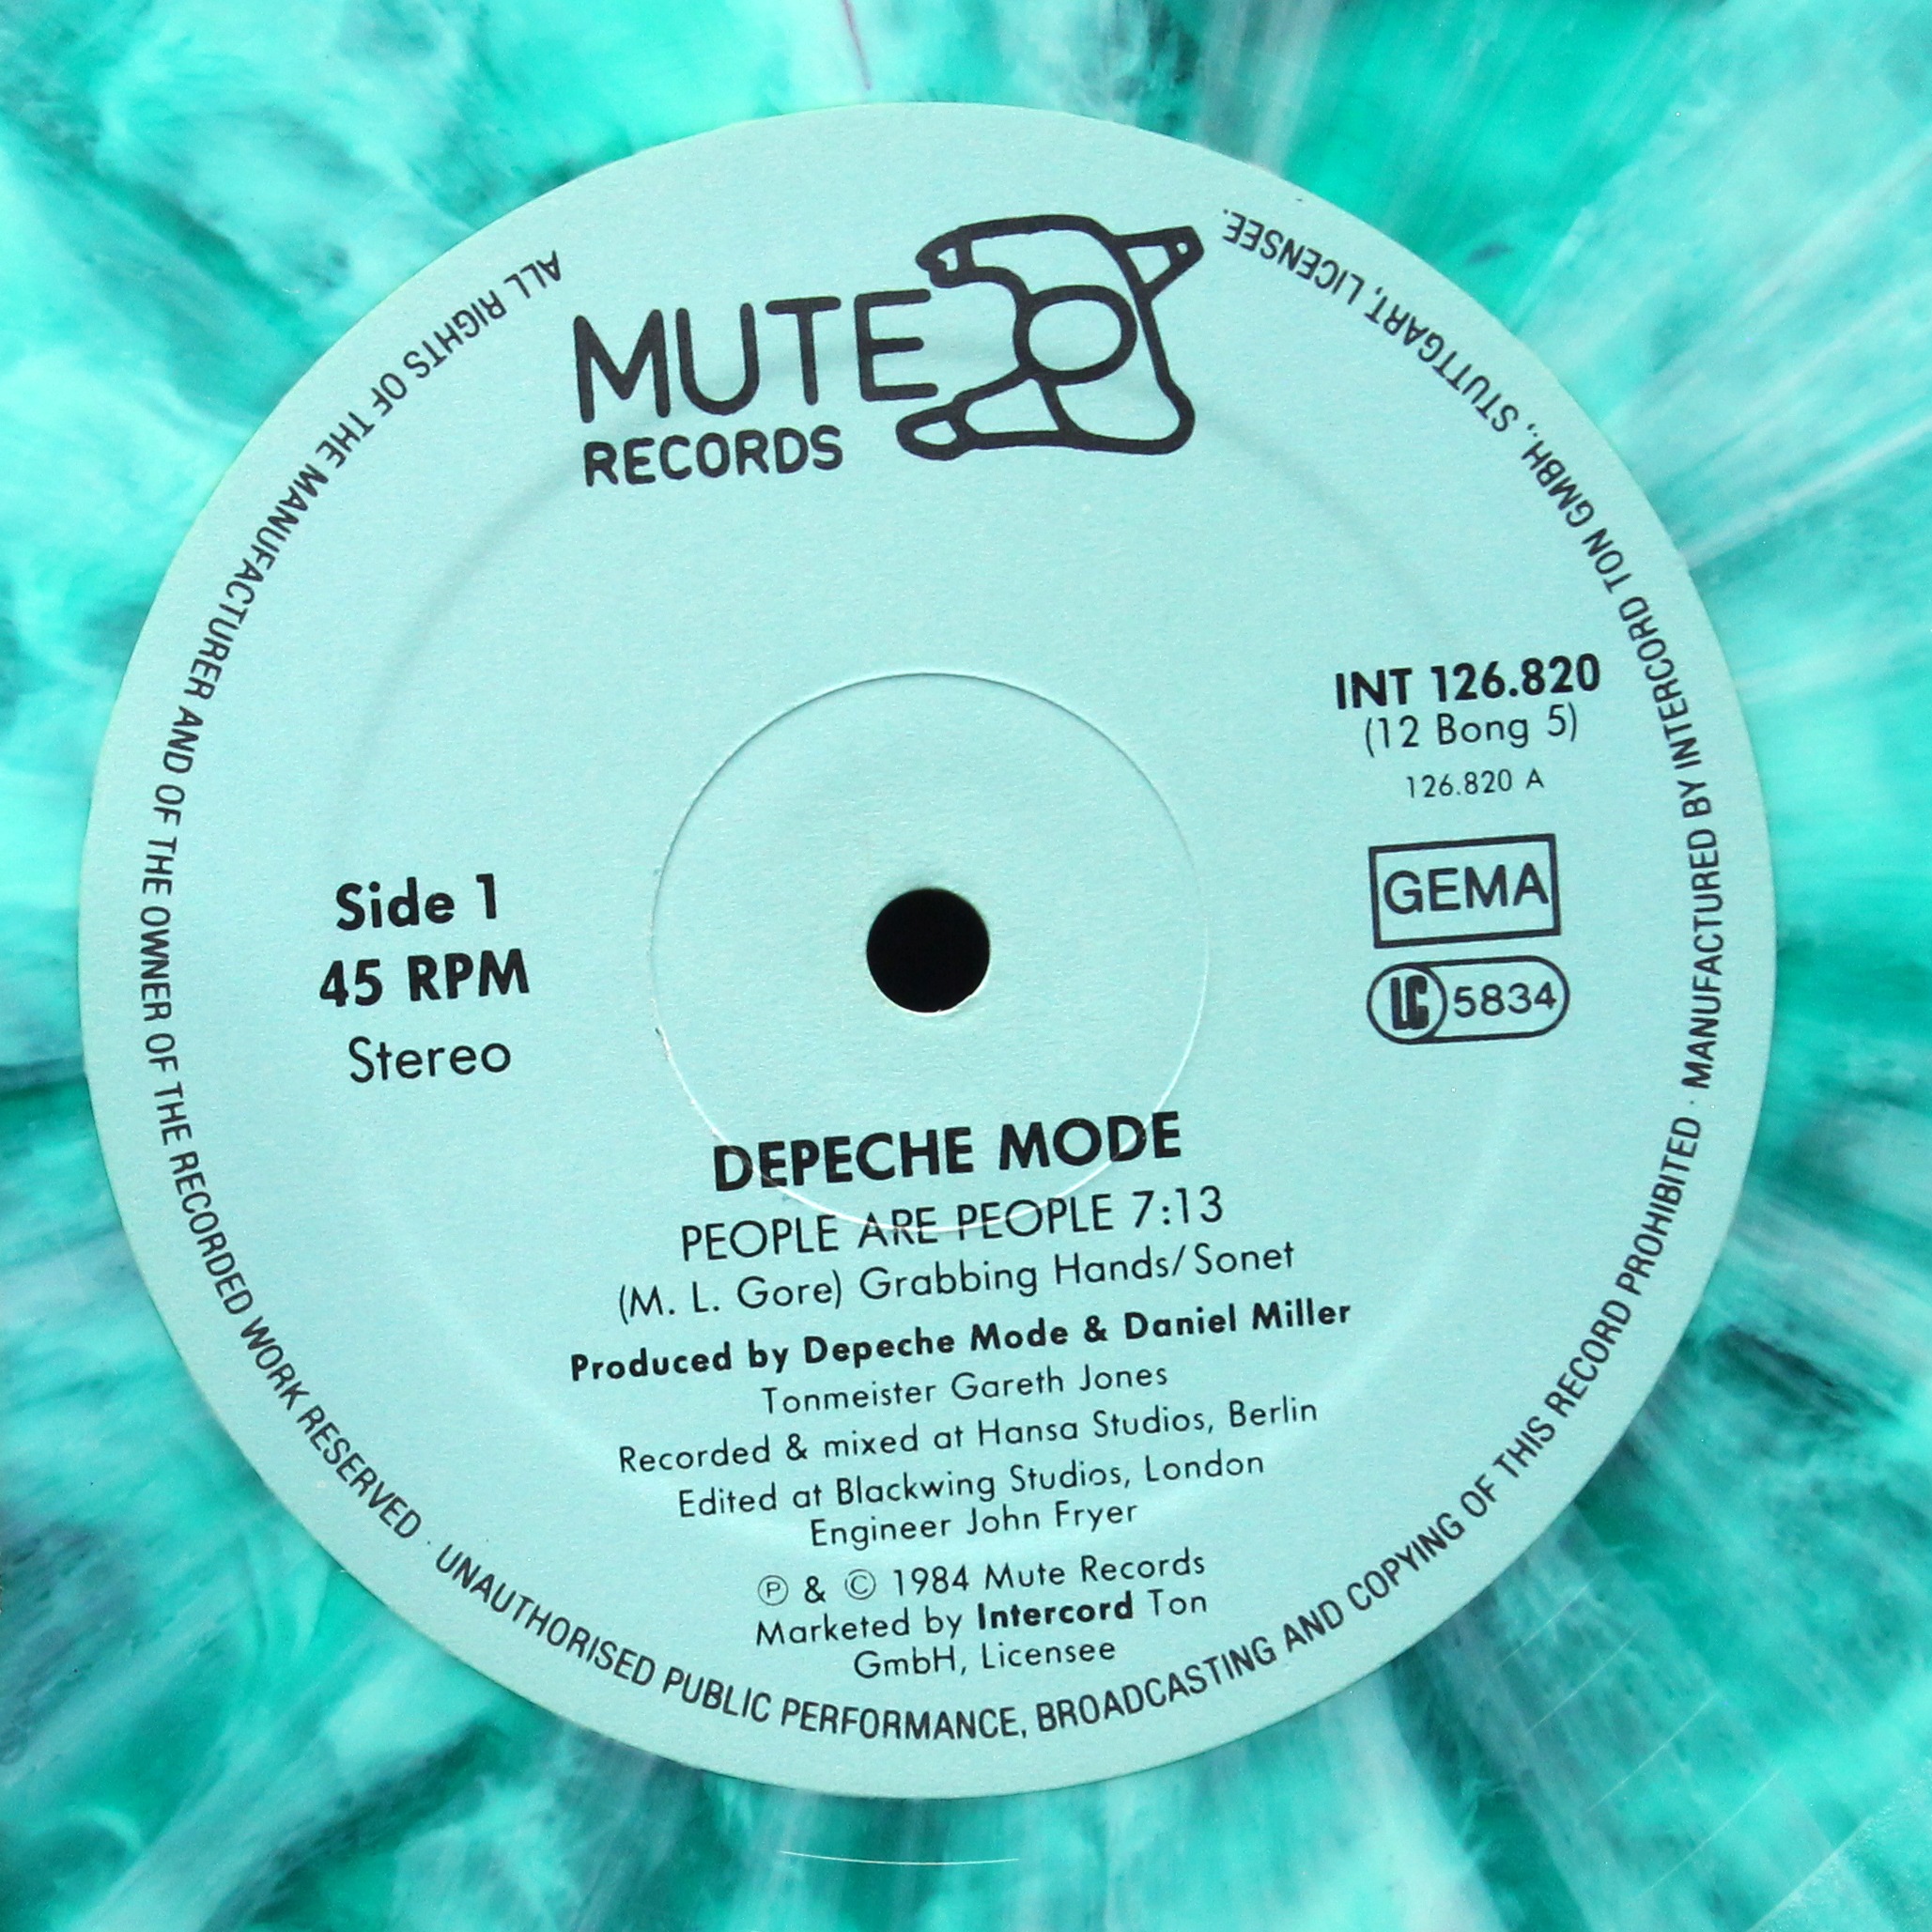 MUTE
RECORDS
INT 126.820
(12 Bong 5)
126.820 A
GEMA
LC 5834
Side 1
45 RPM
Stereo
DEPECHE MODE
PEOPLE ARE PEOPLE 7:13
(M. L. Gore) Grabbing Hands/Sonet
Produced by Depeche Mode & Daniel Miller
Tonmeister Gareth Jones
Recorded & mixed at Hansa Studios, Berlin
Edited at Blackwing Studios, London
Engineer John Fryer
Ⓟ & © 1984 Mute Records
Marketed by Intercord Ton
GmbH, Licensee
ALL RIGHTS OF THE MANUFACTURER AND OF THE OWNER OF THE RECORDED WORK RESERVED · UNAUTHORISED PUBLIC PERFORMANCE, BROADCASTING AND COPYING OF THIS RECORD PROHIBITED · MANUFACTURED BY INTERCORD TON GMBH., STUTTGART, LICENSEE.